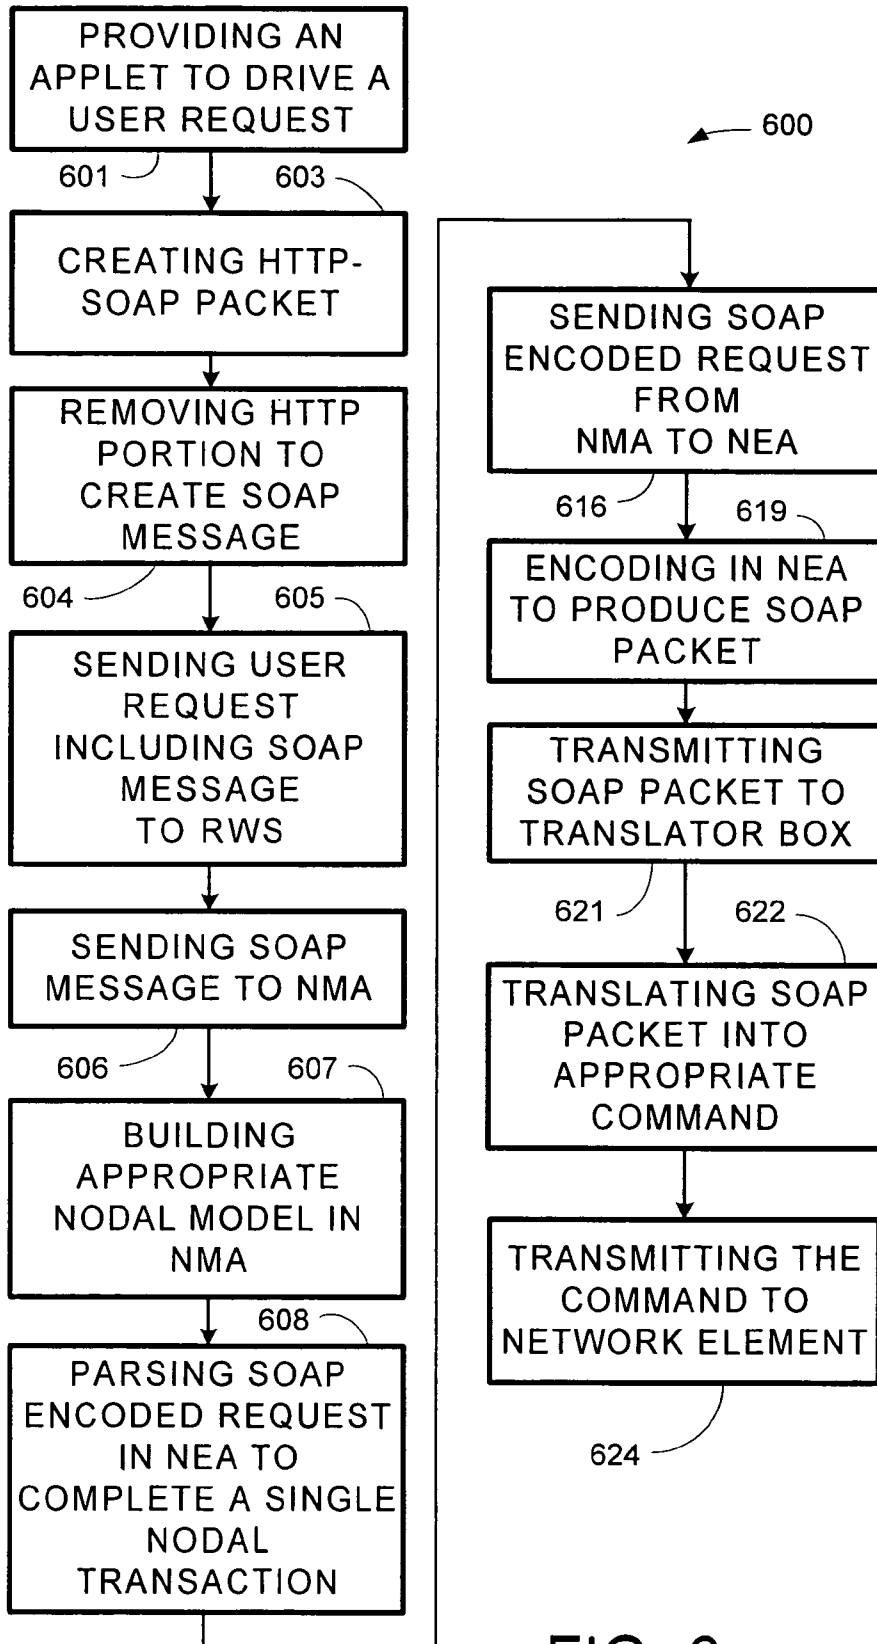 PROVIDING AN
APPLET TO DRIVE A
USER REQUEST
601
603
CREATING HTTP-
SOAP PACKET
REMOVING HTTP
PORTION TO
CREATE SOAP
MESSAGE
604
605
SENDING USER
REQUEST
INCLUDING SOAP
MESSAGE
TO RWS
SENDING SOAP
MESSAGE TO NMA
606
607
BUILDING
APPROPRIATE
NODAL MODEL IN
NMA
608
PARSING SOAP
ENCODED REQUEST
IN NEA TO
COMPLETE A SINGLE
NODAL
TRANSACTION
600
SENDING SOAP
ENCODED REQUEST
FROM
NMA TO NEA
616
619
ENCODING IN NEA
TO PRODUCE SOAP
PACKET
TRANSMITTING
SOAP PACKET TO
TRANSLATOR BOX
621
622
TRANSLATING SOAP
PACKET INTO
APPROPRIATE
COMMAND
TRANSMITTING THE
COMMAND TO
NETWORK ELEMENT
624